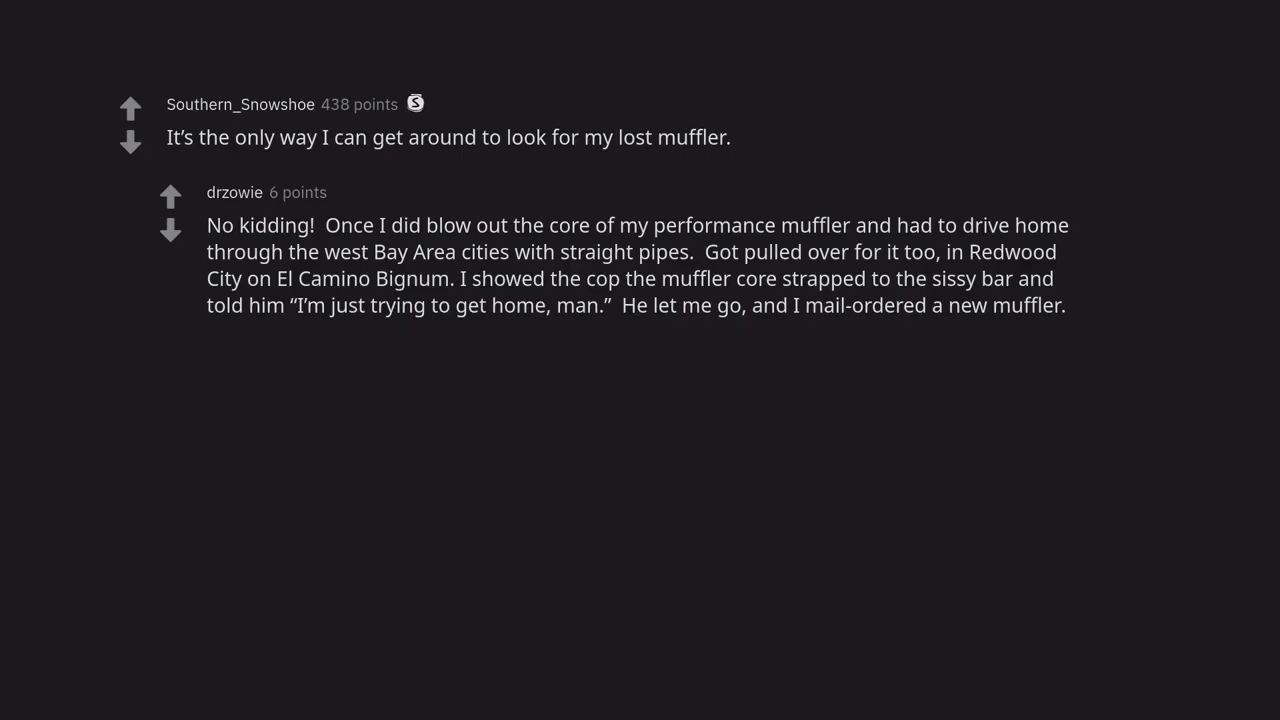 Southern_Snowshoe 438 points S
It’s the only way I can get around to look for my lost muffler.
drzowie 6 points
No kidding!  Once I did blow out the core of my performance muffler and had to drive home
through the west Bay Area cities with straight pipes.  Got pulled over for it too, in Redwood
City on El Camino Bignum. I showed the cop the muffler core strapped to the sissy bar and
told him “I’m just trying to get home, man.”  He let me go, and I mail-ordered a new muffler.